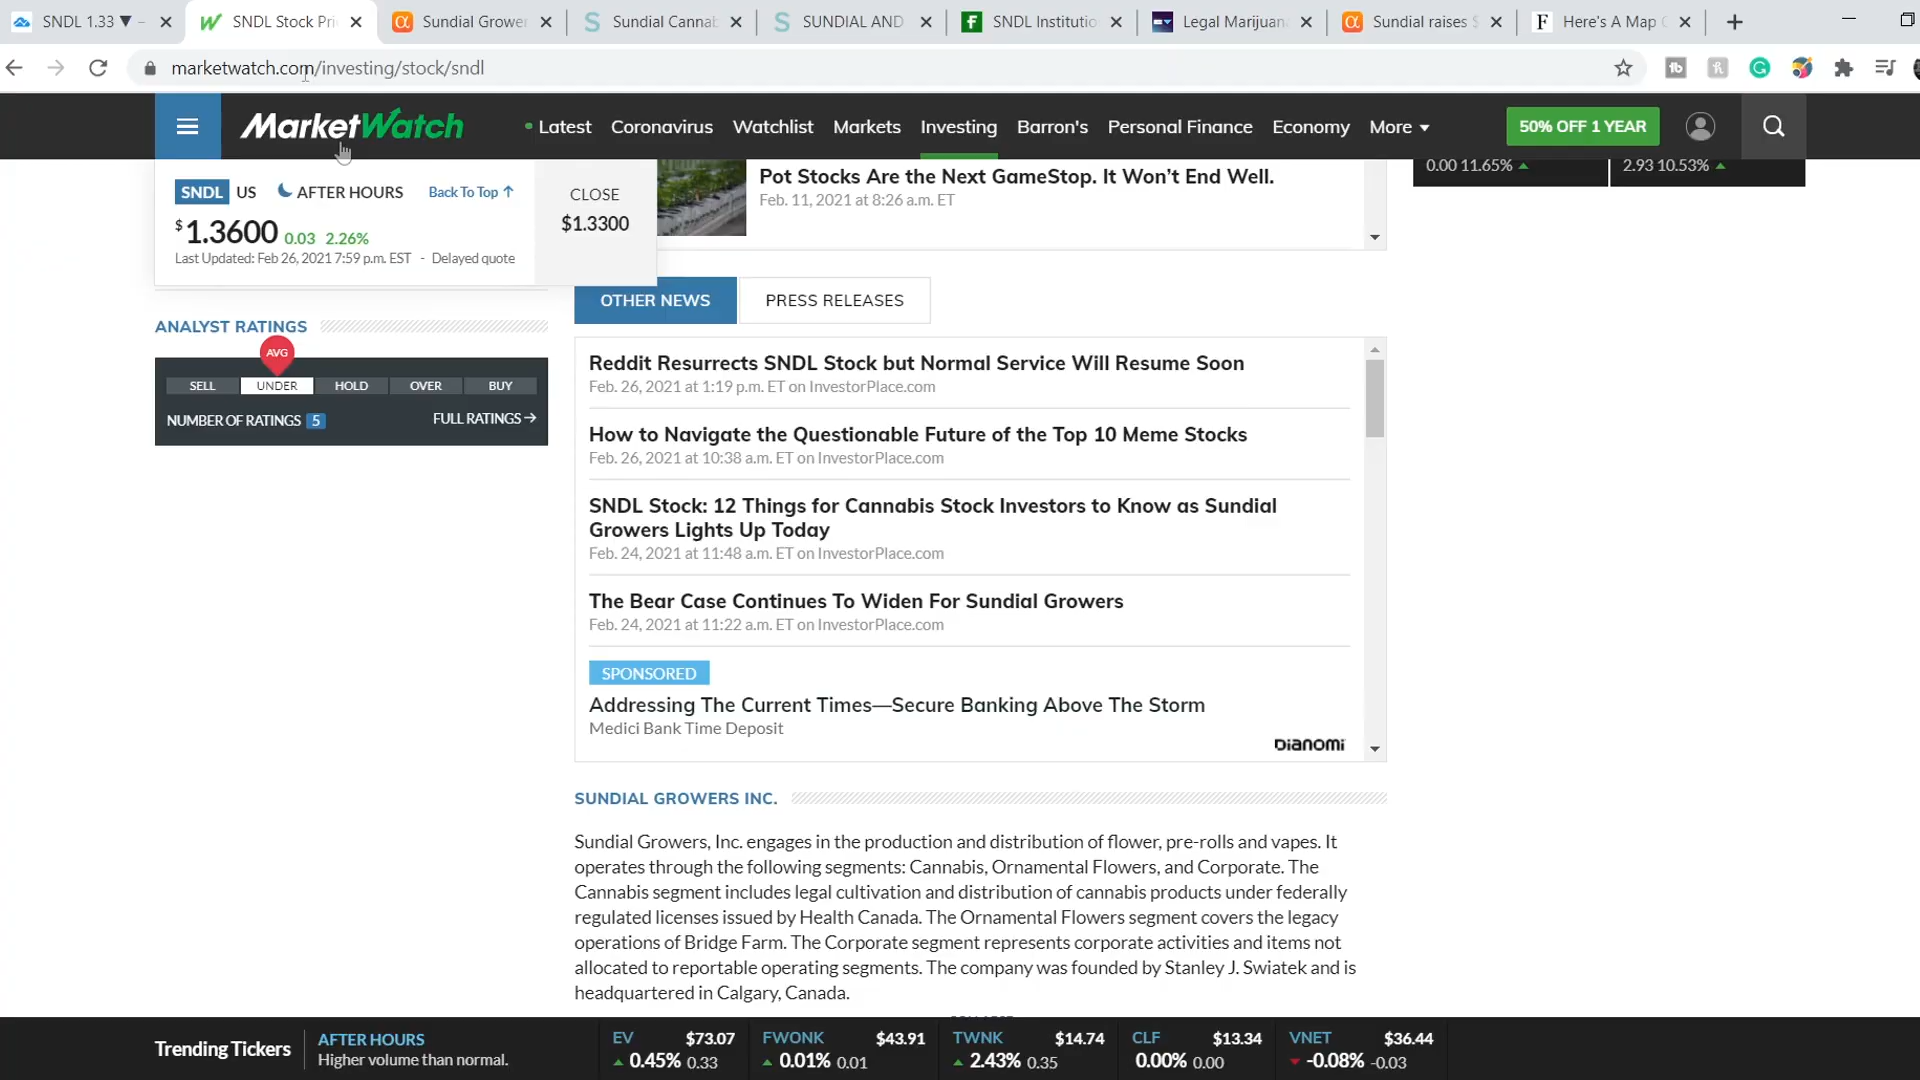 SNDL 1.33 ▼ –
SNDL Stock Pri
Sundial Grower
Sundial Cannab
SUNDIAL AND
SNDL Institutio
Legal Marijuan
Sundial raises $
Here's A Map O
marketwatch.com/investing/stock/sndl
MarketWatch
Latest Coronavirus Watchlist Markets Investing Barron's Personal Finance Economy More
50% OFF 1 YEAR
SNDL US AFTER HOURS Back To Top ↑
$1.3600 0.03 2.26%
Last Updated: Feb 26, 2021 7:59 p.m. EST - Delayed quote
CLOSE
$1.3300
Pot Stocks Are the Next GameStop. It Won't End Well.
Feb. 11, 2021 at 8:26 a.m. ET
0.00 11.65%
2.93 10.53%
ANALYST RATINGS
AVG
SELL UNDER HOLD OVER BUY
NUMBER OF RATINGS 5 FULL RATINGS →
OTHER NEWS PRESS RELEASES
Reddit Resurrects SNDL Stock but Normal Service Will Resume Soon
Feb. 26, 2021 at 1:19 p.m. ET on InvestorPlace.com
How to Navigate the Questionable Future of the Top 10 Meme Stocks
Feb. 26, 2021 at 10:38 a.m. ET on InvestorPlace.com
SNDL Stock: 12 Things for Cannabis Stock Investors to Know as Sundial
Growers Lights Up Today
Feb. 24, 2021 at 11:48 a.m. ET on InvestorPlace.com
The Bear Case Continues To Widen For Sundial Growers
Feb. 24, 2021 at 11:22 a.m. ET on InvestorPlace.com
SPONSORED
Addressing The Current Times—Secure Banking Above The Storm
Medici Bank Time Deposit
DIANOMI
SUNDIAL GROWERS INC.
Sundial Growers, Inc. engages in the production and distribution of flower, pre-rolls and vapes. It
operates through the following segments: Cannabis, Ornamental Flowers, and Corporate. The
Cannabis segment includes legal cultivation and distribution of cannabis products under federally
regulated licenses issued by Health Canada. The Ornamental Flowers segment covers the legacy
operations of Bridge Farm. The Corporate segment represents corporate activities and items not
allocated to reportable operating segments. The company was founded by Stanley J. Swiatek and is
headquartered in Calgary, Canada.
Trending Tickers
AFTER HOURS
Higher volume than normal.
EV $73.07
0.45% 0.33
FWONK $43.91
0.01% 0.01
TWNK $14.74
2.43% 0.35
CLF $13.34
0.00% 0.00
VNET $36.44
-0.08% -0.03